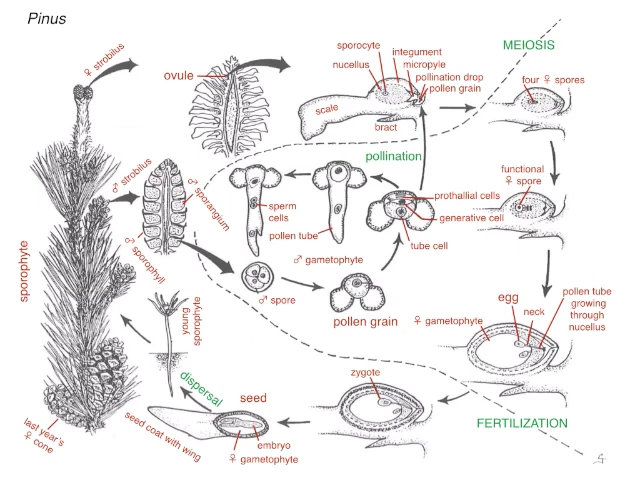 Pinus
♀ strobilus
ovule
sporocyte
nucellus
integument
micropyle
pollination drop
pollen grain
scale
bract
MEIOSIS
four ♀ spores
pollination
♂ strobilus
♂ sporangium
♂ sporophyll
sperm
cells
pollen tube
♂ gametophyte
prothallial cells
generative cell
tube cell
functional
♀ spore
♂ spore
pollen grain
sporophyte
young
sporophyte
egg
neck
pollen tube
growing
through
nucellus
♀ gametophyte
zygote
dispersal
seed
seed coat with wing
embryo
♀ gametophyte
last year's
♀ cone
FERTILIZATION